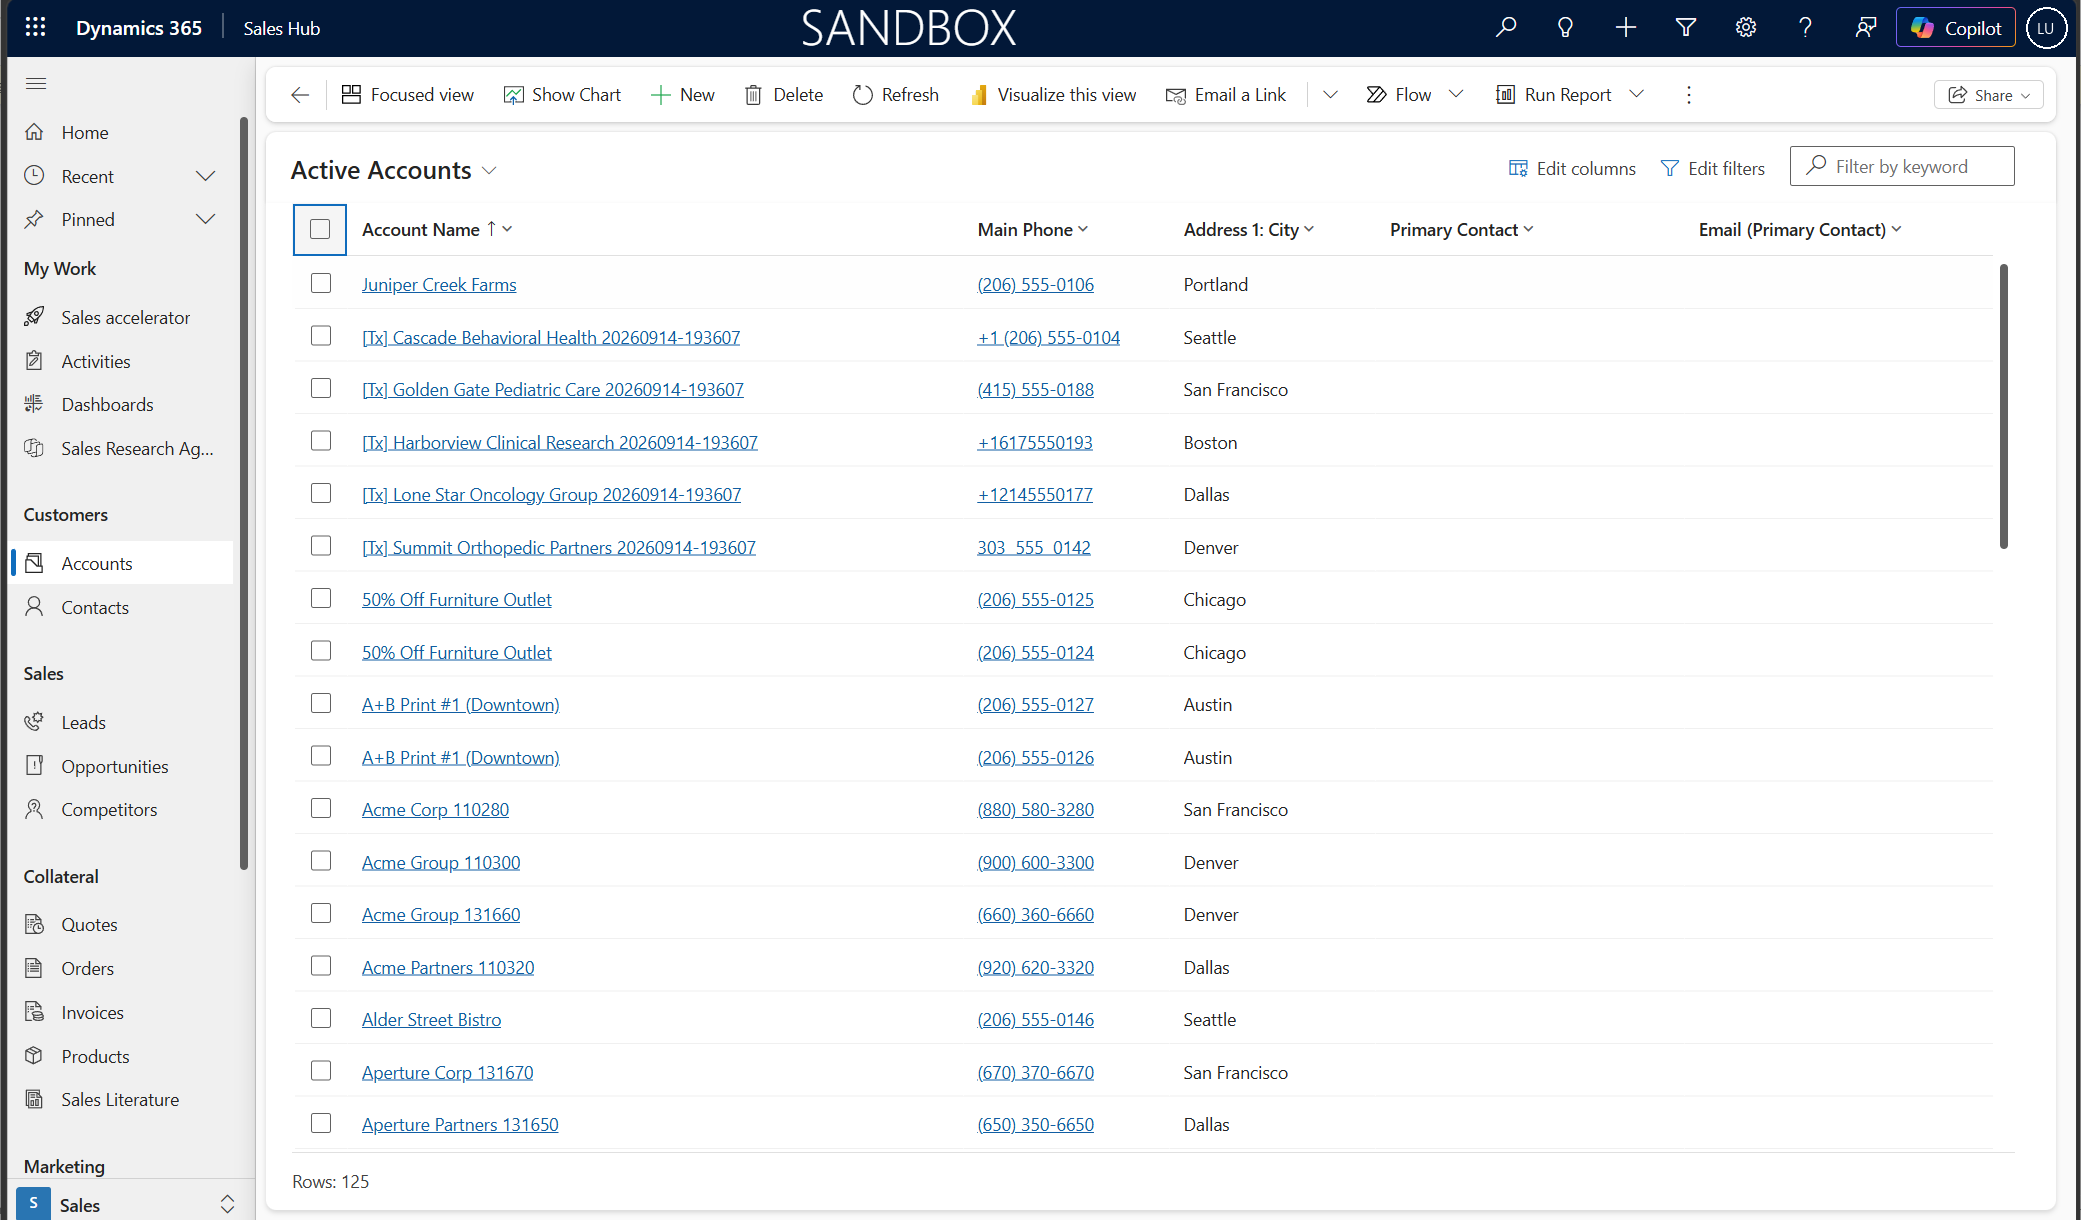 Dynamics 365 Sales Hub SANDBOX Copilot LU
Focused view Show Chart New Delete Refresh Visualize this view Email a Link Flow Run Report Share
Home
Recent
Pinned
My Work
Sales accelerator
Activities
Dashboards
Sales Research Ag...
Customers
Accounts
Contacts
Sales
Leads
Opportunities
Competitors
Collateral
Quotes
Orders
Invoices
Products
Sales Literature
Marketing
S Sales
Active Accounts Edit columns Edit filters Filter by keyword
Account Name Main Phone Address 1: City Primary Contact Email (Primary Contact)
Juniper Creek Farms (206) 555-0106 Portland
[Tx] Cascade Behavioral Health 20260914-193607 +1 (206) 555-0104 Seattle
[Tx] Golden Gate Pediatric Care 20260914-193607 (415) 555-0188 San Francisco
[Tx] Harborview Clinical Research 20260914-193607 +16175550193 Boston
[Tx] Lone Star Oncology Group 20260914-193607 +12145550177 Dallas
[Tx] Summit Orthopedic Partners 20260914-193607 303 555 0142 Denver
50% Off Furniture Outlet (206) 555-0125 Chicago
50% Off Furniture Outlet (206) 555-0124 Chicago
A+B Print #1 (Downtown) (206) 555-0127 Austin
A+B Print #1 (Downtown) (206) 555-0126 Austin
Acme Corp 110280 (880) 580-3280 San Francisco
Acme Group 110300 (900) 600-3300 Denver
Acme Group 131660 (660) 360-6660 Denver
Acme Partners 110320 (920) 620-3320 Dallas
Alder Street Bistro (206) 555-0146 Seattle
Aperture Corp 131670 (670) 370-6670 San Francisco
Aperture Partners 131650 (650) 350-6650 Dallas
Rows: 125